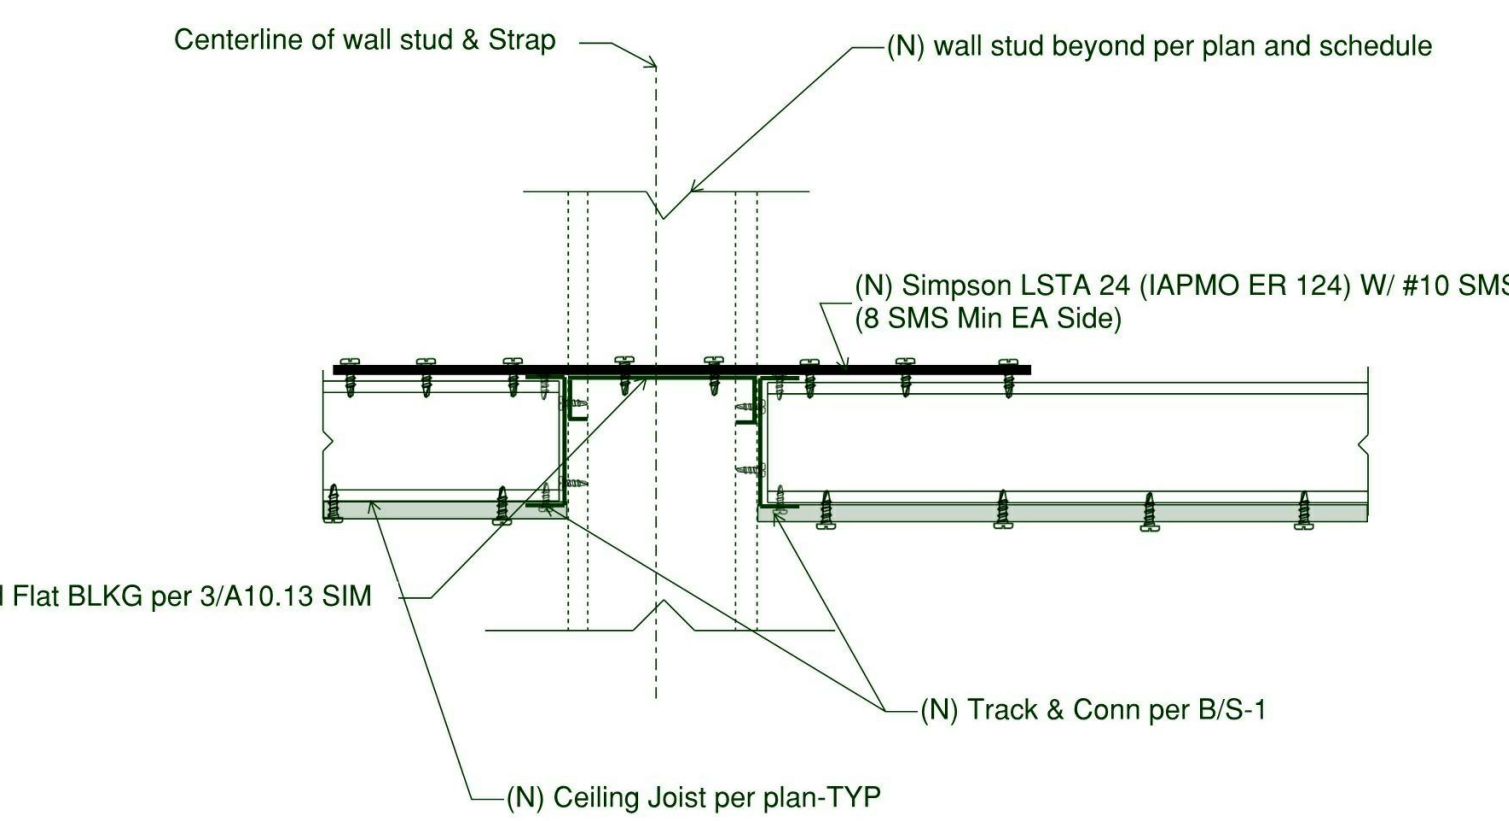 Centerline of wall stud & Strap
(N) wall stud beyond per plan and schedule
(N) Simpson LSTA 24 (IAPMO ER 124) W/ #10 SMS
(8 SMS Min EA Side)
Flat BLKG per 3/A10.13 SIM
(N) Track & Conn per B/S-1
(N) Ceiling Joist per plan-TYP